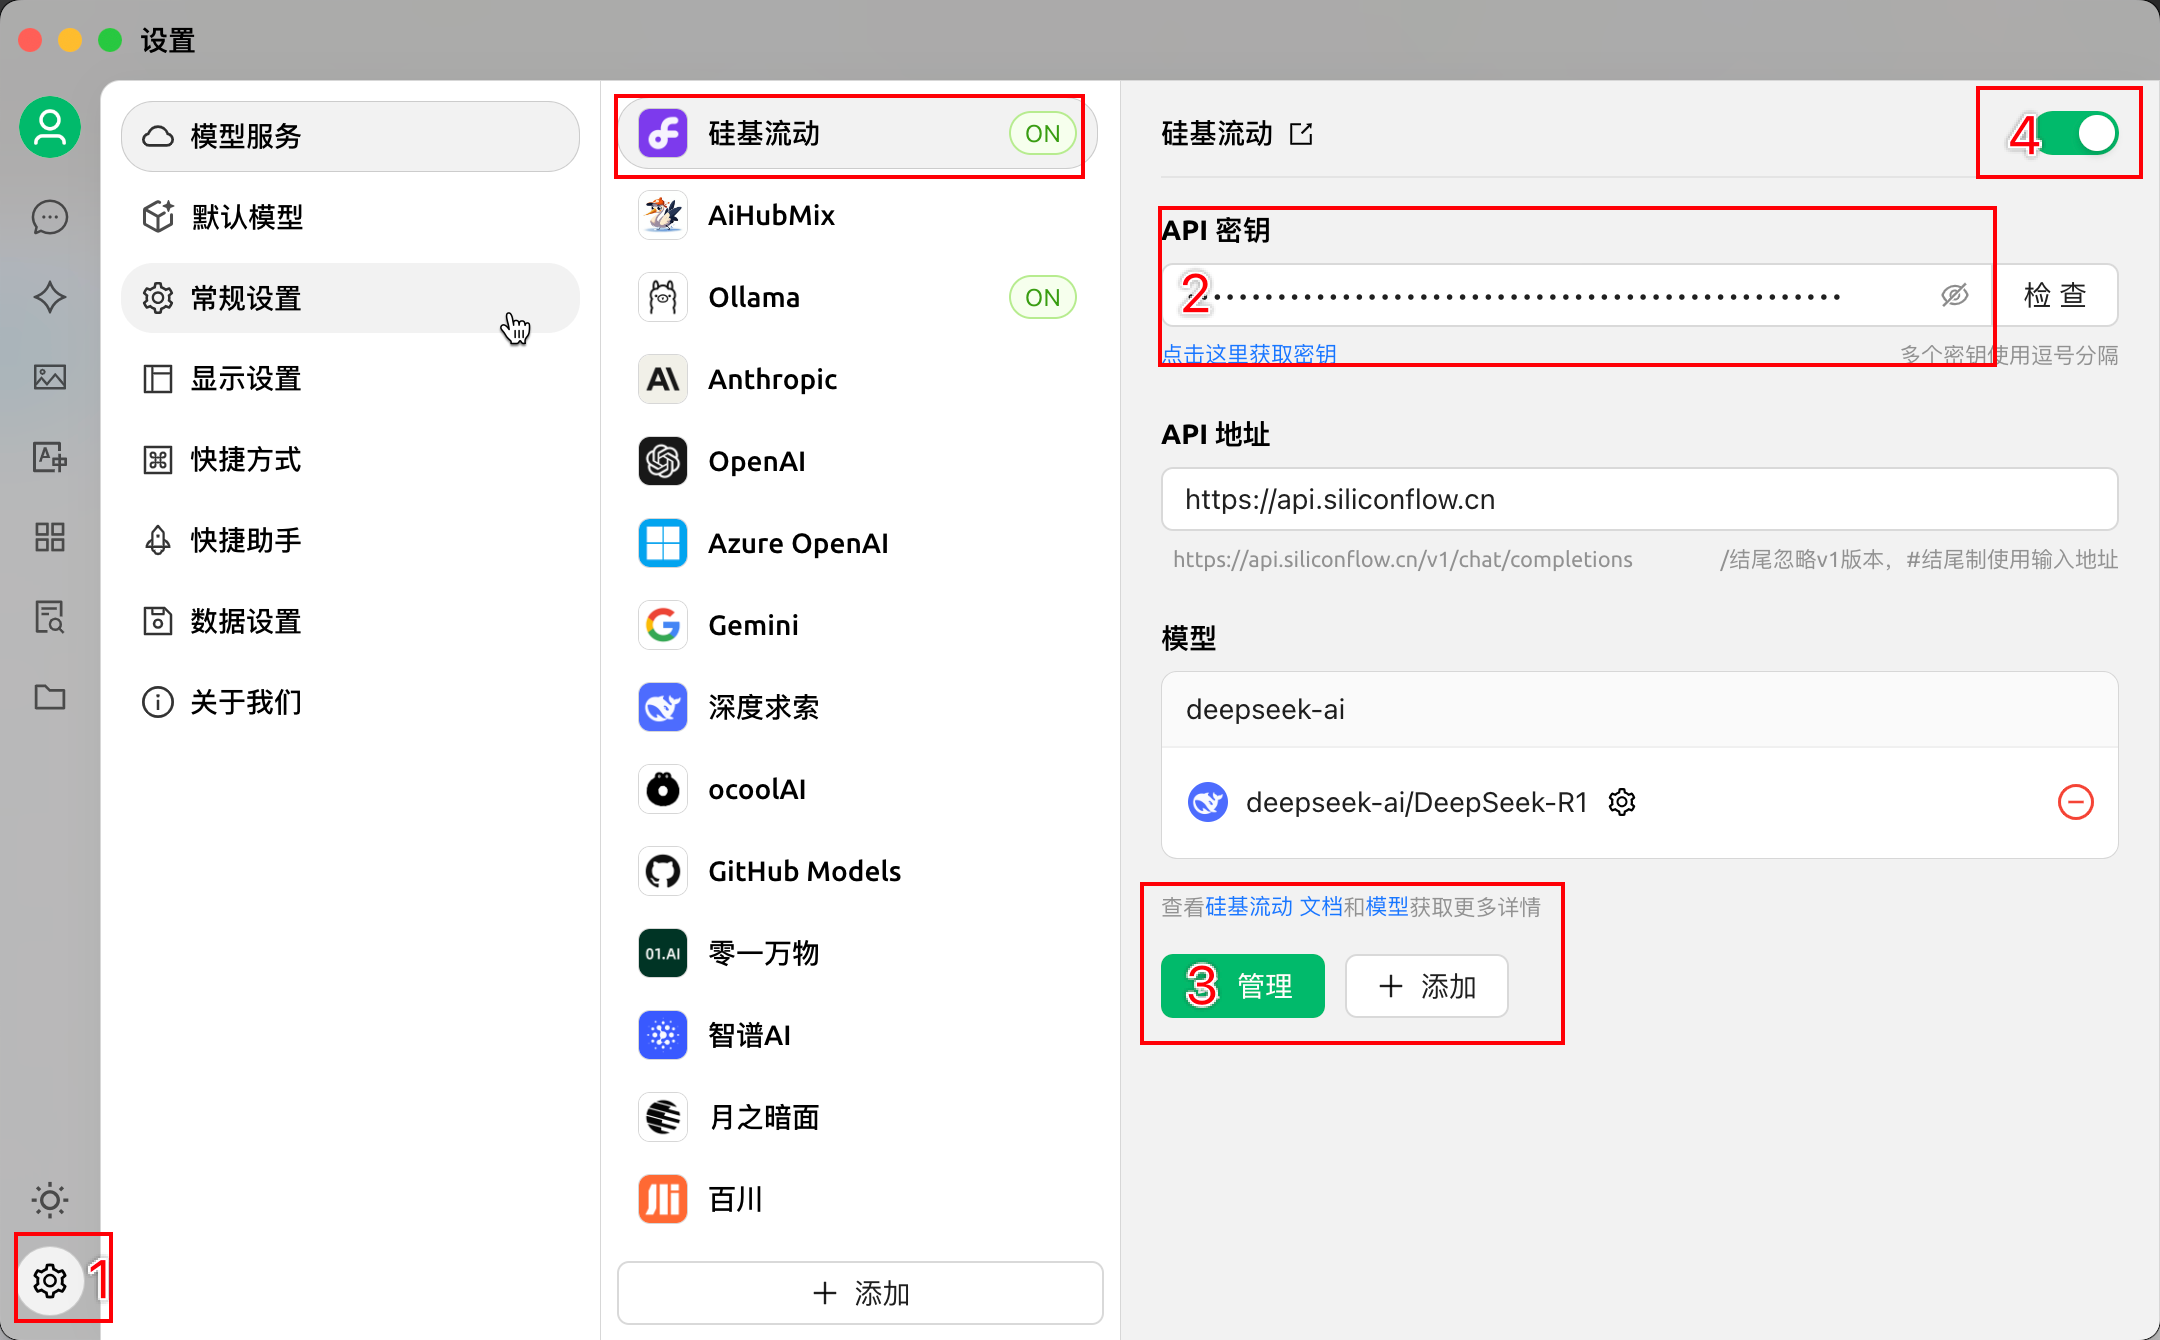 设置
模型服务
默认模型
常规设置
显示设置
快捷方式
快捷助手
数据设置
关于我们
1
硅基流动 ON
AiHubMix
Ollama ON
Anthropic
OpenAI
Azure OpenAI
Gemini
深度求索
ocoolAI
GitHub Models
01.AI 零一万物
智谱AI
月之暗面
百川
+ 添加
硅基流动 4
API 密钥
2 ••••••••••••••••••••••••••••••••••••••••••••••••••• 检 查
点击这里获取密钥 多个密钥使用逗号分隔
API 地址
https://api.siliconflow.cn
https://api.siliconflow.cn/v1/chat/completions /结尾忽略v1版本，#结尾制使用输入地址
模型
deepseek-ai
deepseek-ai/DeepSeek-R1
查看硅基流动 文档和模型获取更多详情
3 管理 + 添加